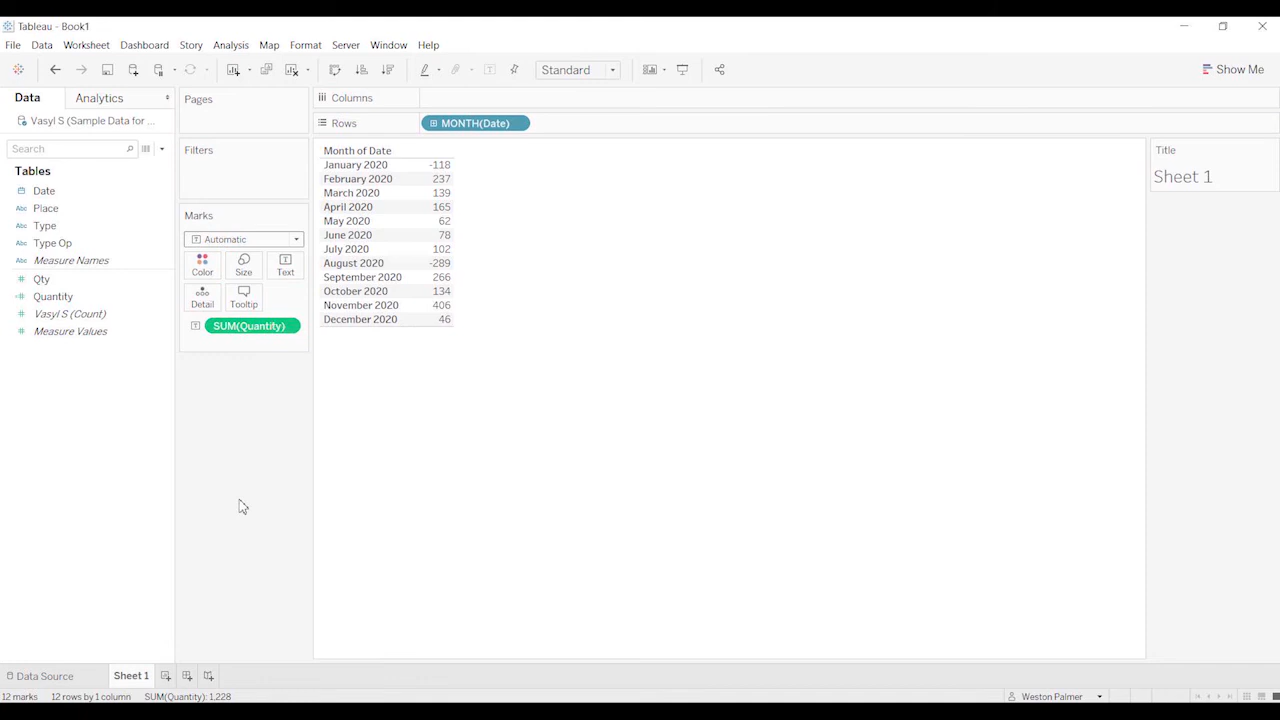 Tableau - Book1
File Data Worksheet Dashboard Story Analysis Map Format Server Window Help
Standard
Show Me
Data Analytics
Pages
Columns
Vasyl S (Sample Data for ...
Rows
MONTH(Date)
Search
Filters
Month of Date
Title
Sheet 1
Tables
January 2020 -118
February 2020 237
March 2020 139
April 2020 165
May 2020 62
June 2020 78
July 2020 102
August 2020 -289
September 2020 266
October 2020 134
November 2020 406
December 2020 46
Date
Abc Place
Abc Type
Abc Type Op
Abc Measure Names
# Qty
=# Quantity
# Vasyl S (Count)
# Measure Values
Marks
Automatic
Color Size Text
Detail Tooltip
SUM(Quantity)
Data Source
Sheet 1
12 marks 12 rows by 1 column SUM(Quantity): 1,228
Weston Palmer